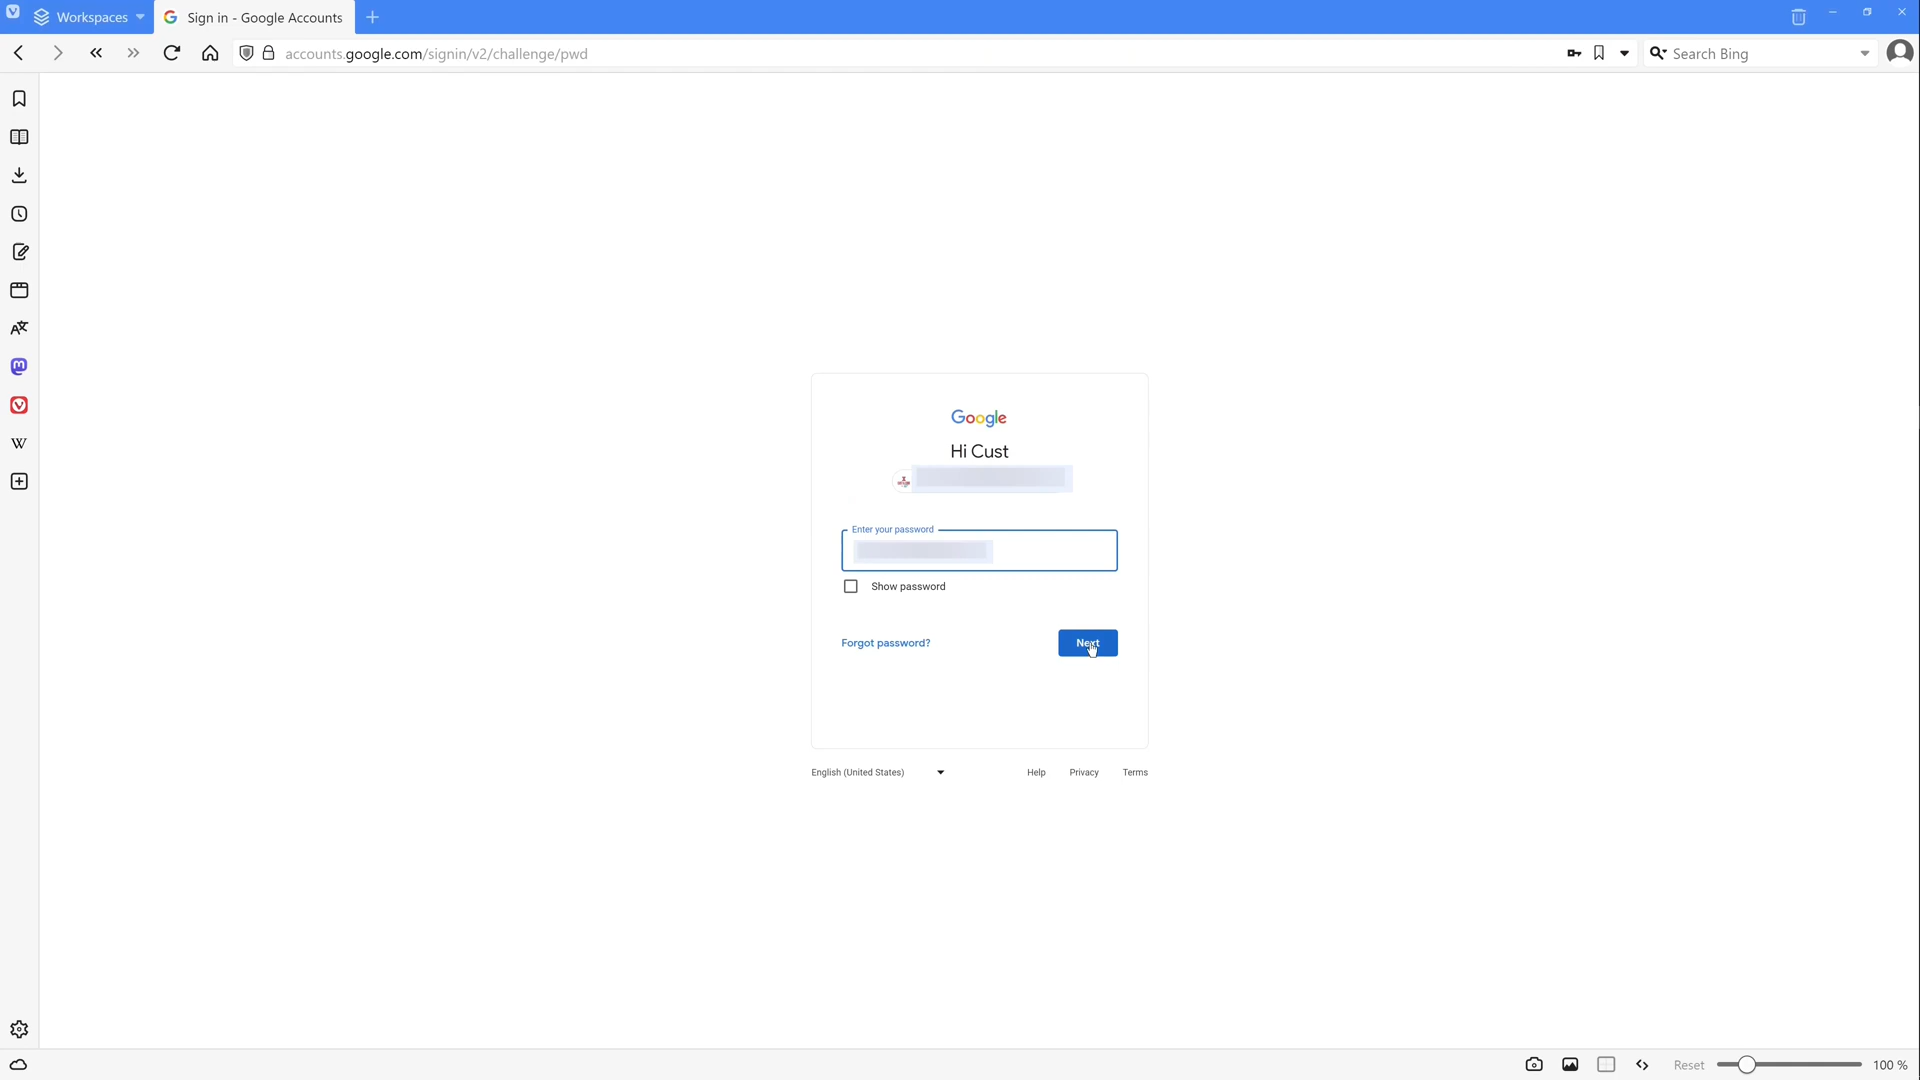 Workspaces
Sign in - Google Accounts
accounts.google.com/signin/v2/challenge/pwd
Search Bing
W
Google
Hi Cust
Enter your password
Show password
Forgot password?
Next
English (United States)
Help
Privacy
Terms
Reset
100 %